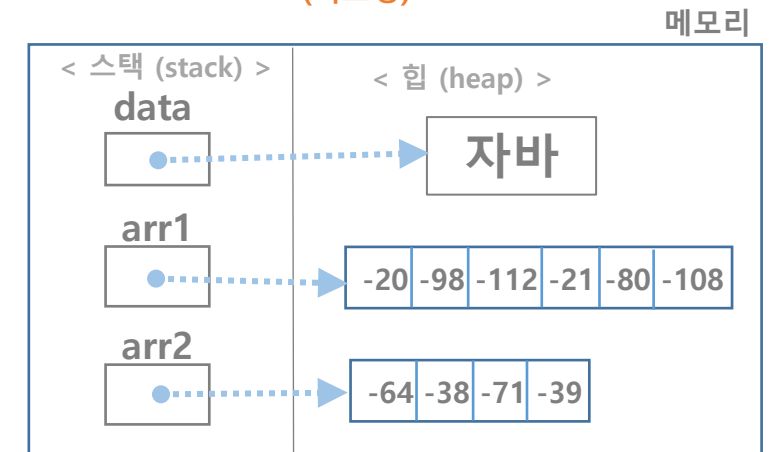 메모리
< 스택 (stack) >
< 힙 (heap) >
data
자바
arr1
-20 -98 -112 -21 -80 -108
arr2
-64 -38 -71 -39